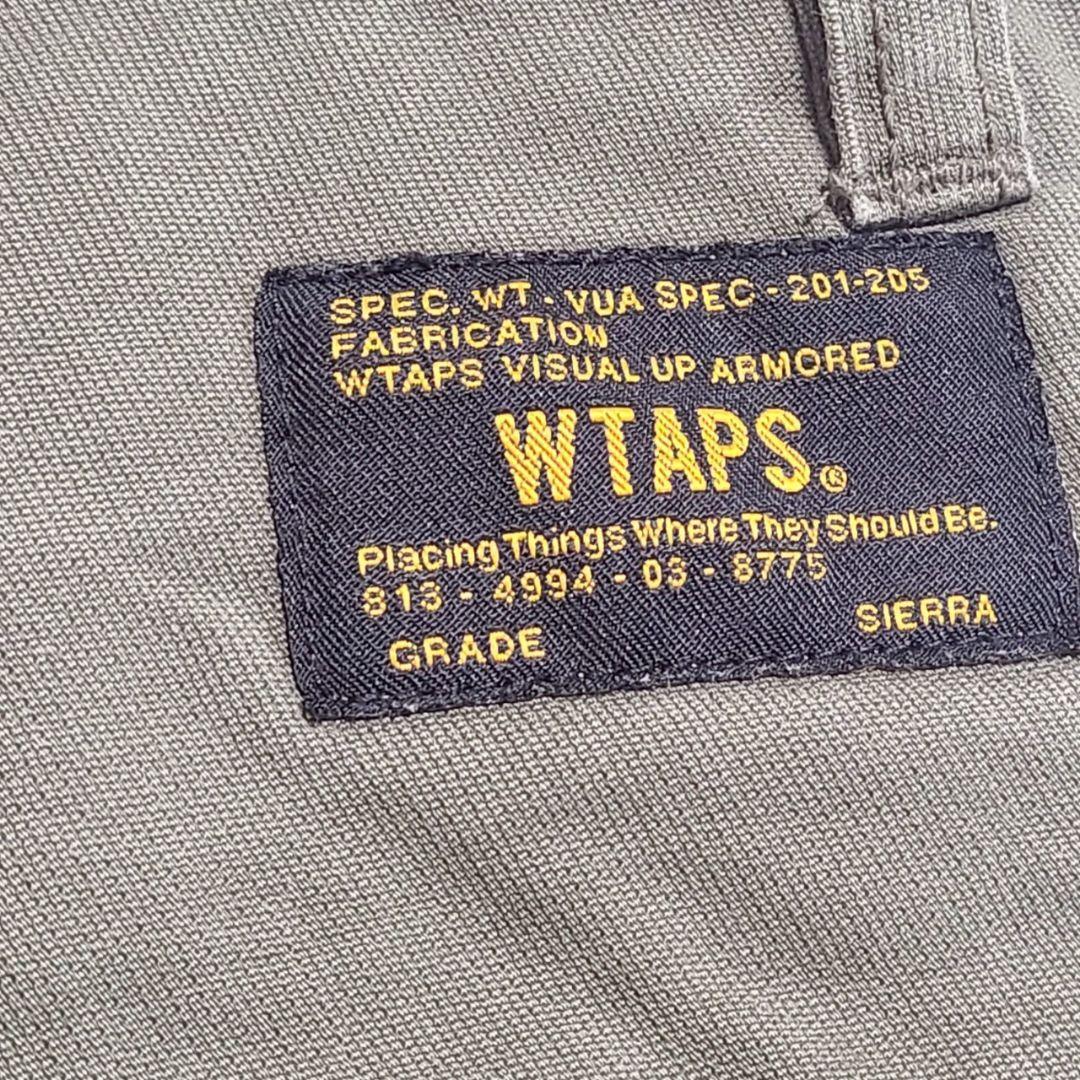 SPEC. WT - VUA SPEC - 201-205
FABRICATION
WTAPS VISUAL UP ARMORED
WTAPS.®
Placing Things Where They Should Be.
813 - 4994 - 03 - 8775
GRADE SIERRA